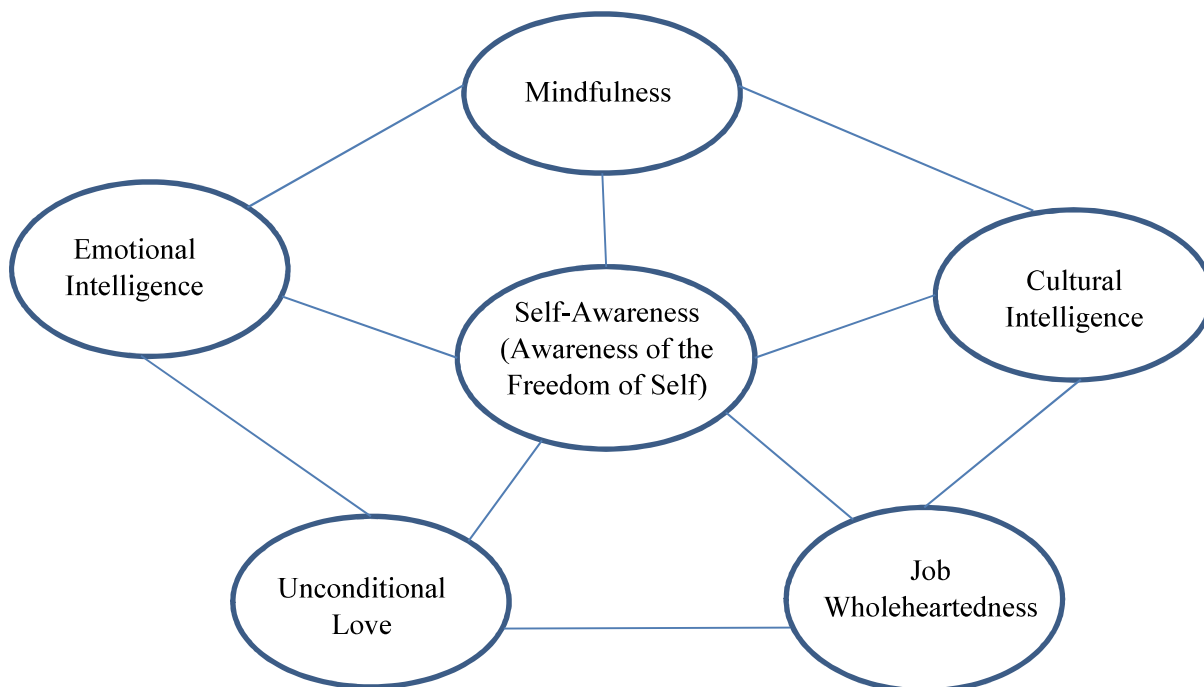 Mindfulness
Emotional
Intelligence
Cultural
Intelligence
Self-Awareness
(Awareness of the
Freedom of Self)
Unconditional
Love
Job
Wholeheartedness